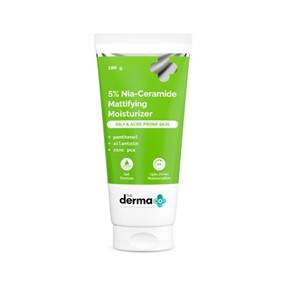 100 g
5% Nia-Ceramide
Mattifying
Moisturizer
OILY & ACNE PRONE SKIN
• panthenol
• allantoin
• zinc pca
Gel
Formula
THE
derma
co